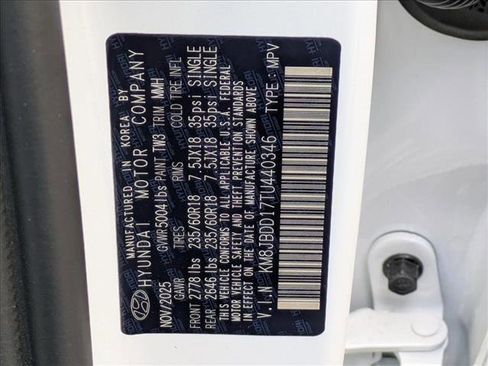 MANUFACTURED IN KOREA BY
HYUNDAI MOTOR COMPANY
NOV/2025 GVWR 5004 lbs PAINT TW3 TRIM MMH
GAWR TIRES RIMS COLD TIRE INFL
FRONT 2778 lbs 235/60R18 7.5JX18 35psi SINGLE
REAR 2646 lbs 235/60R18 7.5JX18 35psi SINGLE
THIS VEHICLE CONFORMS TO ALL APPLICABLE U.S.A. FEDERAL
MOTOR VEHICLE SAFETY AND THEFT PREVENTION STANDARDS
IN EFFECT ON THE DATE OF MANUFACTURE SHOWN ABOVE.
V.I.N KM8JBDD17TU440346 TYPE: MPV